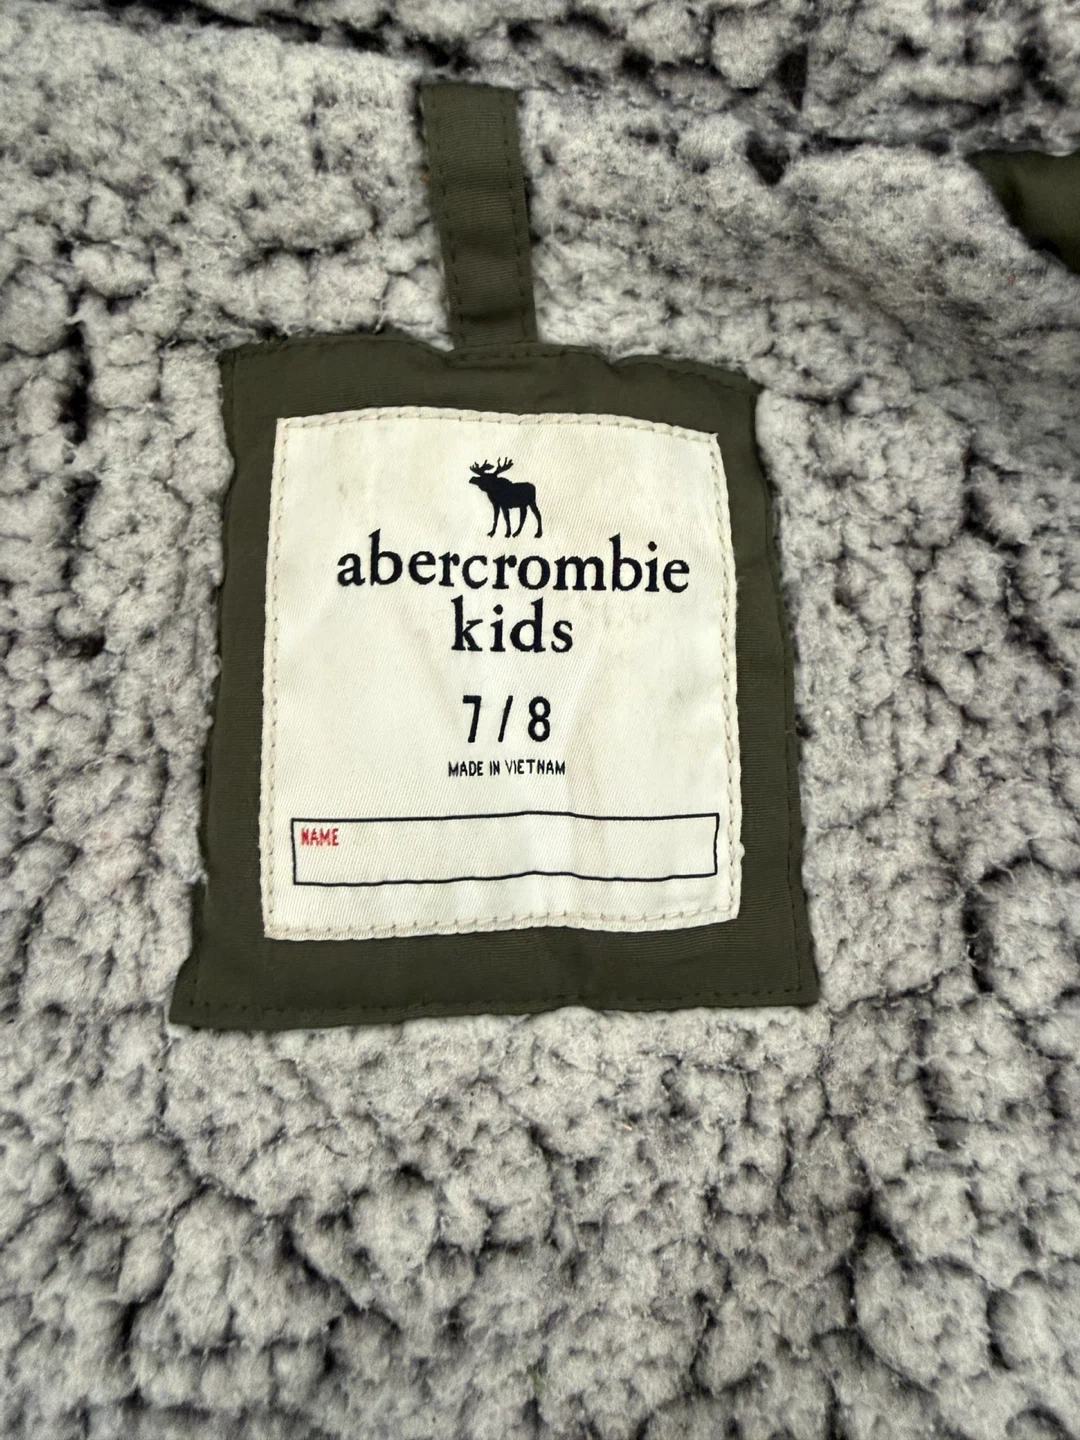 abercrombie
kids
7/8
MADE IN VIETNAM
NAME